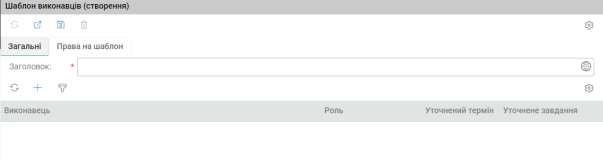 Шаблон виконавців (створення)
Загальні Права на шаблон
Заголовок: *
Виконавець Роль Уточнений термін Уточнене завдання